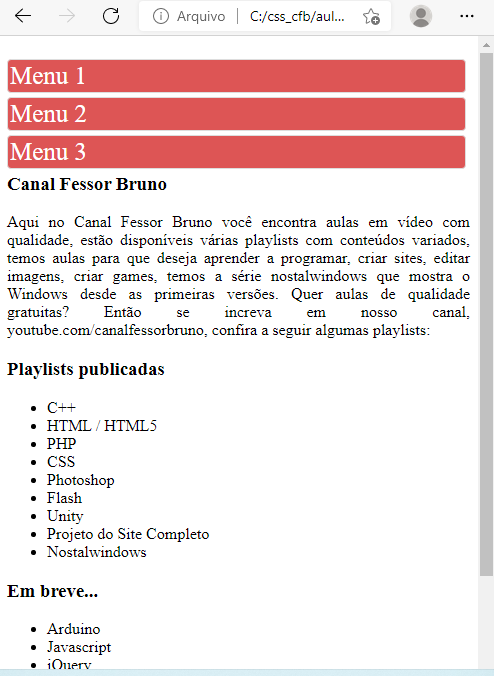 Arquivo | C:/css_cfb/aul...
Menu 1
Menu 2
Menu 3
Canal Fessor Bruno
Aqui no Canal Fessor Bruno você encontra aulas em vídeo com
qualidade, estão disponíveis várias playlists com conteúdos variados,
temos aulas para que deseja aprender a programar, criar sites, editar
imagens, criar games, temos a série nostalwindows que mostra o
Windows desde as primeiras versões. Quer aulas de qualidade
gratuitas? Então se increva em nosso canal,
youtube.com/canalfessorbruno, confira a seguir algumas playlists:
Playlists publicadas
C++
HTML / HTML5
PHP
CSS
Photoshop
Flash
Unity
Projeto do Site Completo
Nostalwindows
Em breve...
Arduino
Javascript
jQuery